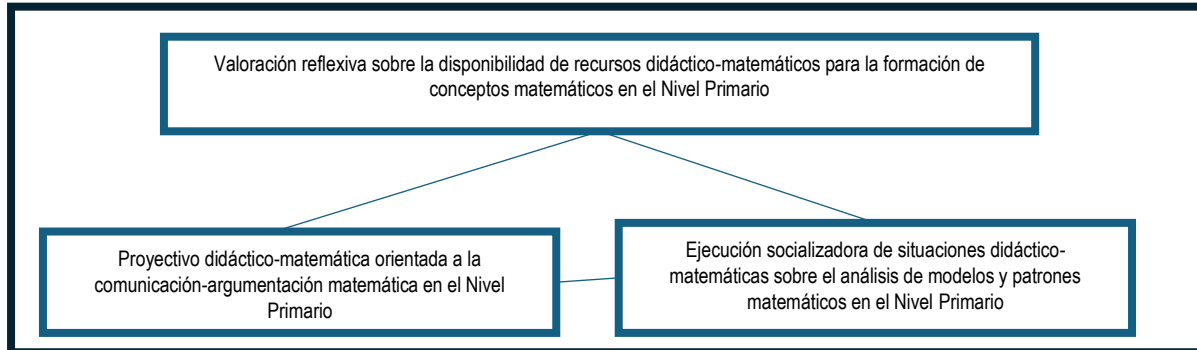 Valoración reflexiva sobre la disponibilidad de recursos didáctico-matemáticos para la formación de
conceptos matemáticos en el Nivel Primario
Proyectivo didáctico-matemática orientada a la
comunicación-argumentación matemática en el Nivel
Primario
Ejecución socializadora de situaciones didáctico-
matemáticas sobre el análisis de modelos y patrones
matemáticos en el Nivel Primario